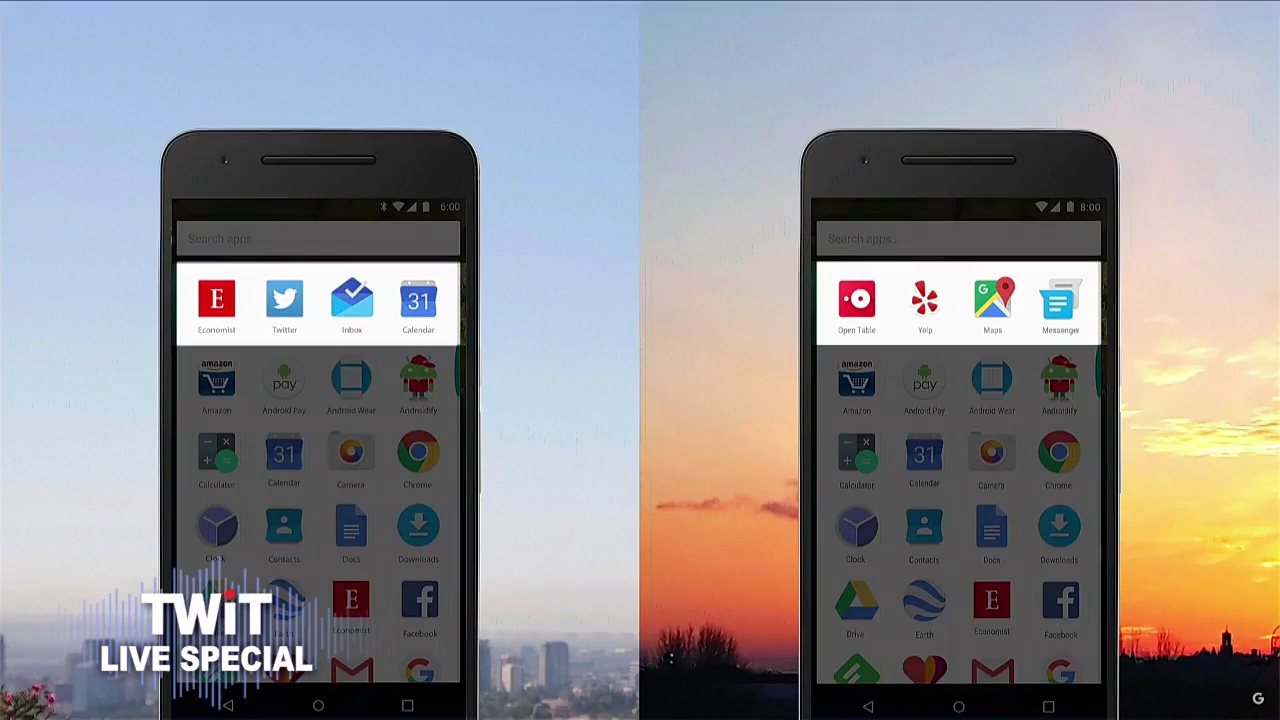 6:00
Search apps...
E
31
Economist Twitter Inbox Calendar
amazon
pay
Amazon Android Pay Android Wear Androidify
31
Calculator Calendar Camera Chrome
Clock Contacts Docs Downloads
E
Earth Economist Facebook
TWiT
LIVE SPECIAL
8:00
Search apps...
E
Open Table Yelp Maps Messenger
amazon
pay
Amazon Android Pay Android Wear Androidify
31
Calculator Calendar Camera Chrome
Clock Contacts Docs Downloads
Drive Earth Economist Facebook
G